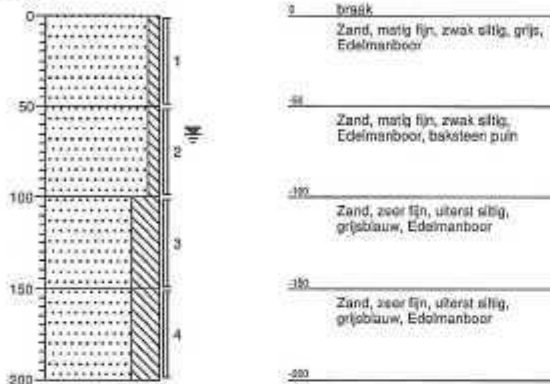 0
50
100
150
200
1
2
3
4
0 braak
Zand, matig fijn, zwak siltig, grijs,
Edelmanboor
-50
Zand, matig fijn, zwak siltig,
Edelmanboor, baksteen puin
-100
Zand, zeer fijn, uiterst siltig,
grijsblauw, Edelmanboor
-150
Zand, zeer fijn, uiterst siltig,
grijsblauw, Edelmanboor
-200